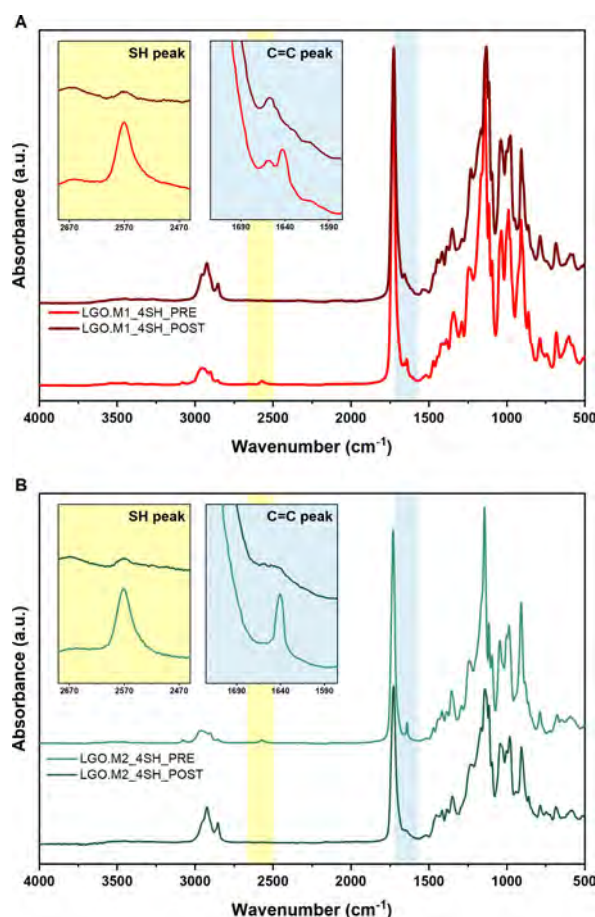 A
SH peak
C=C peak
2670 2570 2470
1690 1640 1590
Absorbance (a.u.)
LGO.M1_4SH_PRE
LGO.M1_4SH_POST
4000 3500 3000 2500 2000 1500 1000 500
Wavenumber (cm⁻¹)
B
SH peak
C=C peak
2670 2570 2470
1690 1640 1590
Absorbance (a.u.)
LGO.M2_4SH_PRE
LGO.M2_4SH_POST
4000 3500 3000 2500 2000 1500 1000 500
Wavenumber (cm⁻¹)